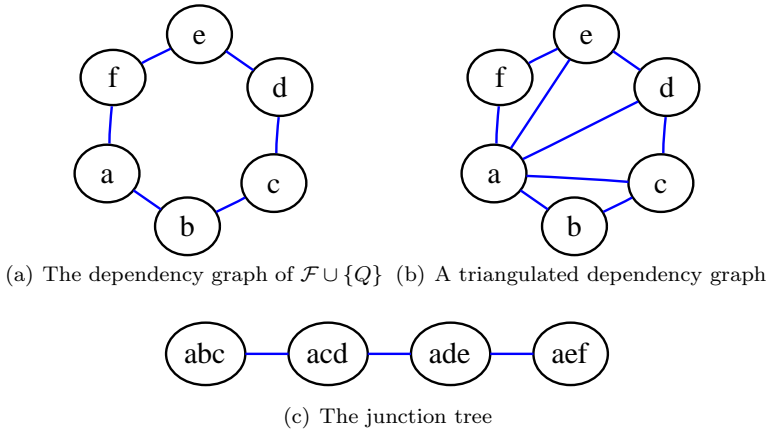 e e
f d f d
a c a c
b b
(a) The dependency graph of 𝓕 ∪ {Q} (b) A triangulated dependency graph
abc acd ade aef
(c) The junction tree